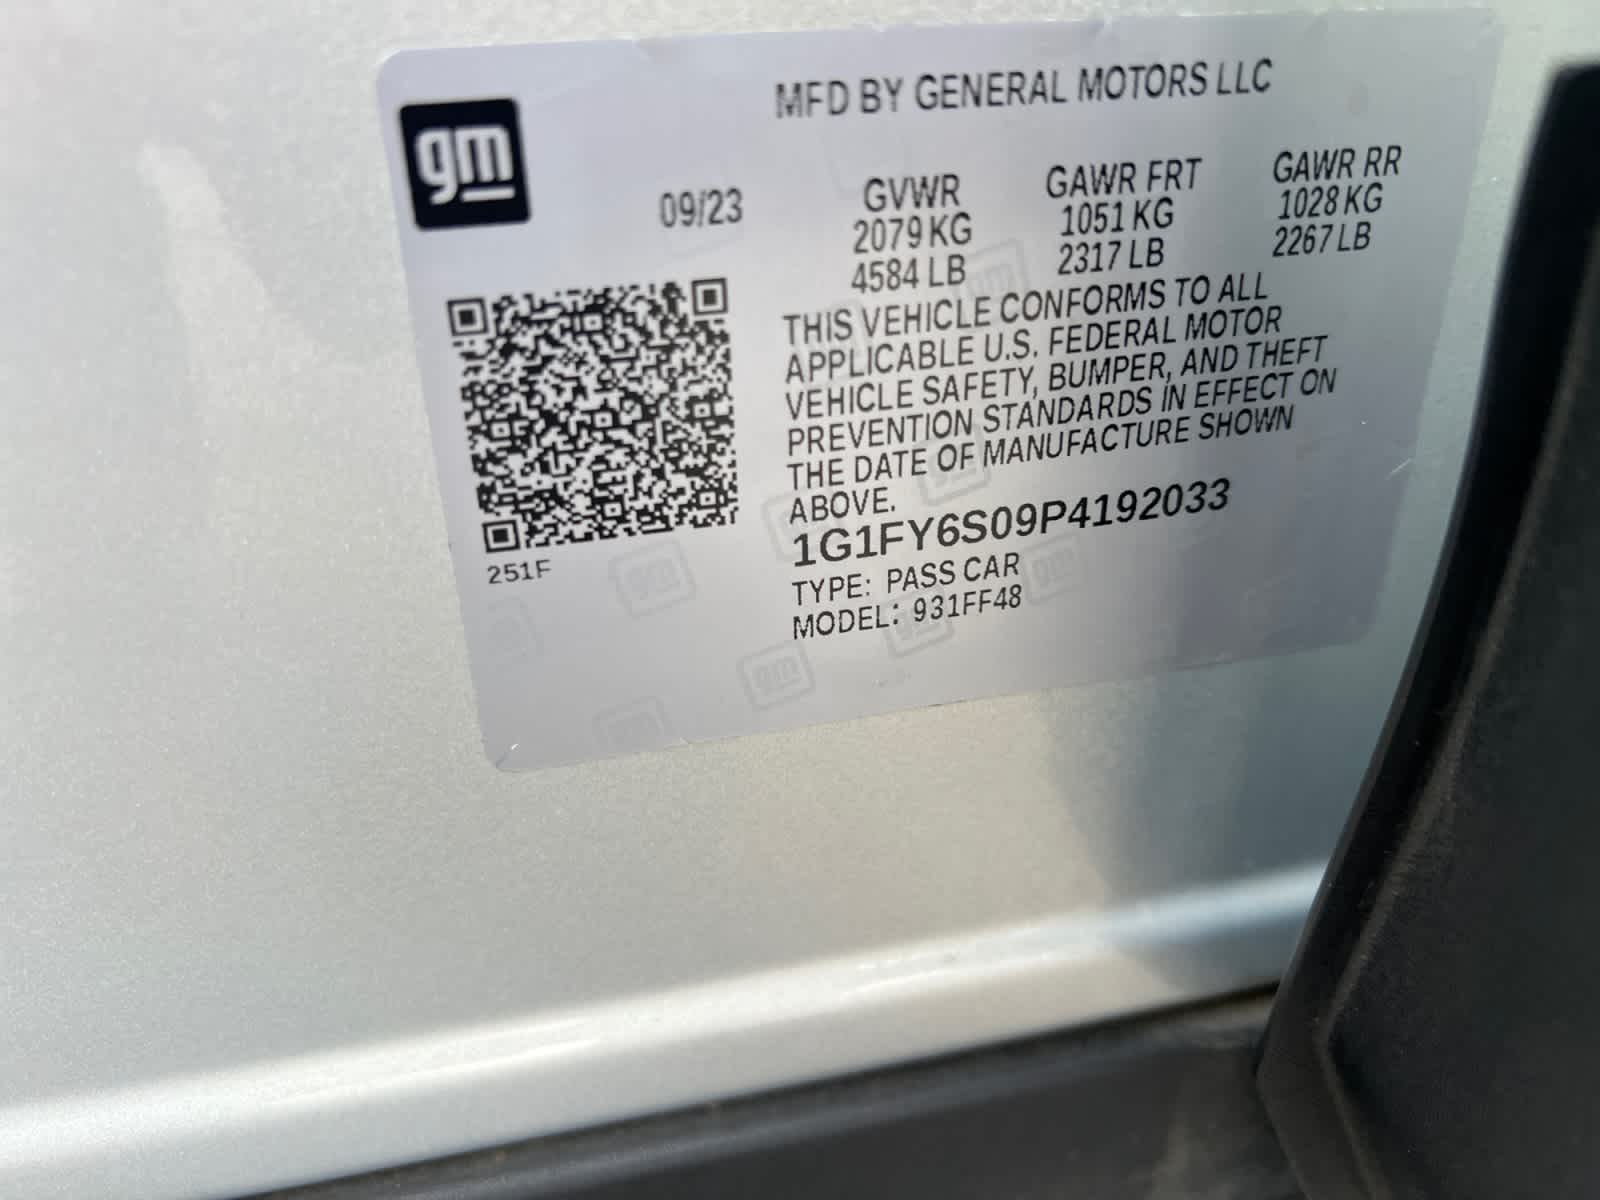 gm
MFD BY GENERAL MOTORS LLC
09/23
GVWR
2079 KG
4584 LB
GAWR FRT
1051 KG
2317 LB
GAWR RR
1028 KG
2267 LB
THIS VEHICLE CONFORMS TO ALL
APPLICABLE U.S. FEDERAL MOTOR
VEHICLE SAFETY, BUMPER, AND THEFT
PREVENTION STANDARDS IN EFFECT ON
THE DATE OF MANUFACTURE SHOWN
ABOVE.
1G1FY6S09P4192033
TYPE: PASS CAR
MODEL: 931FF48
251F